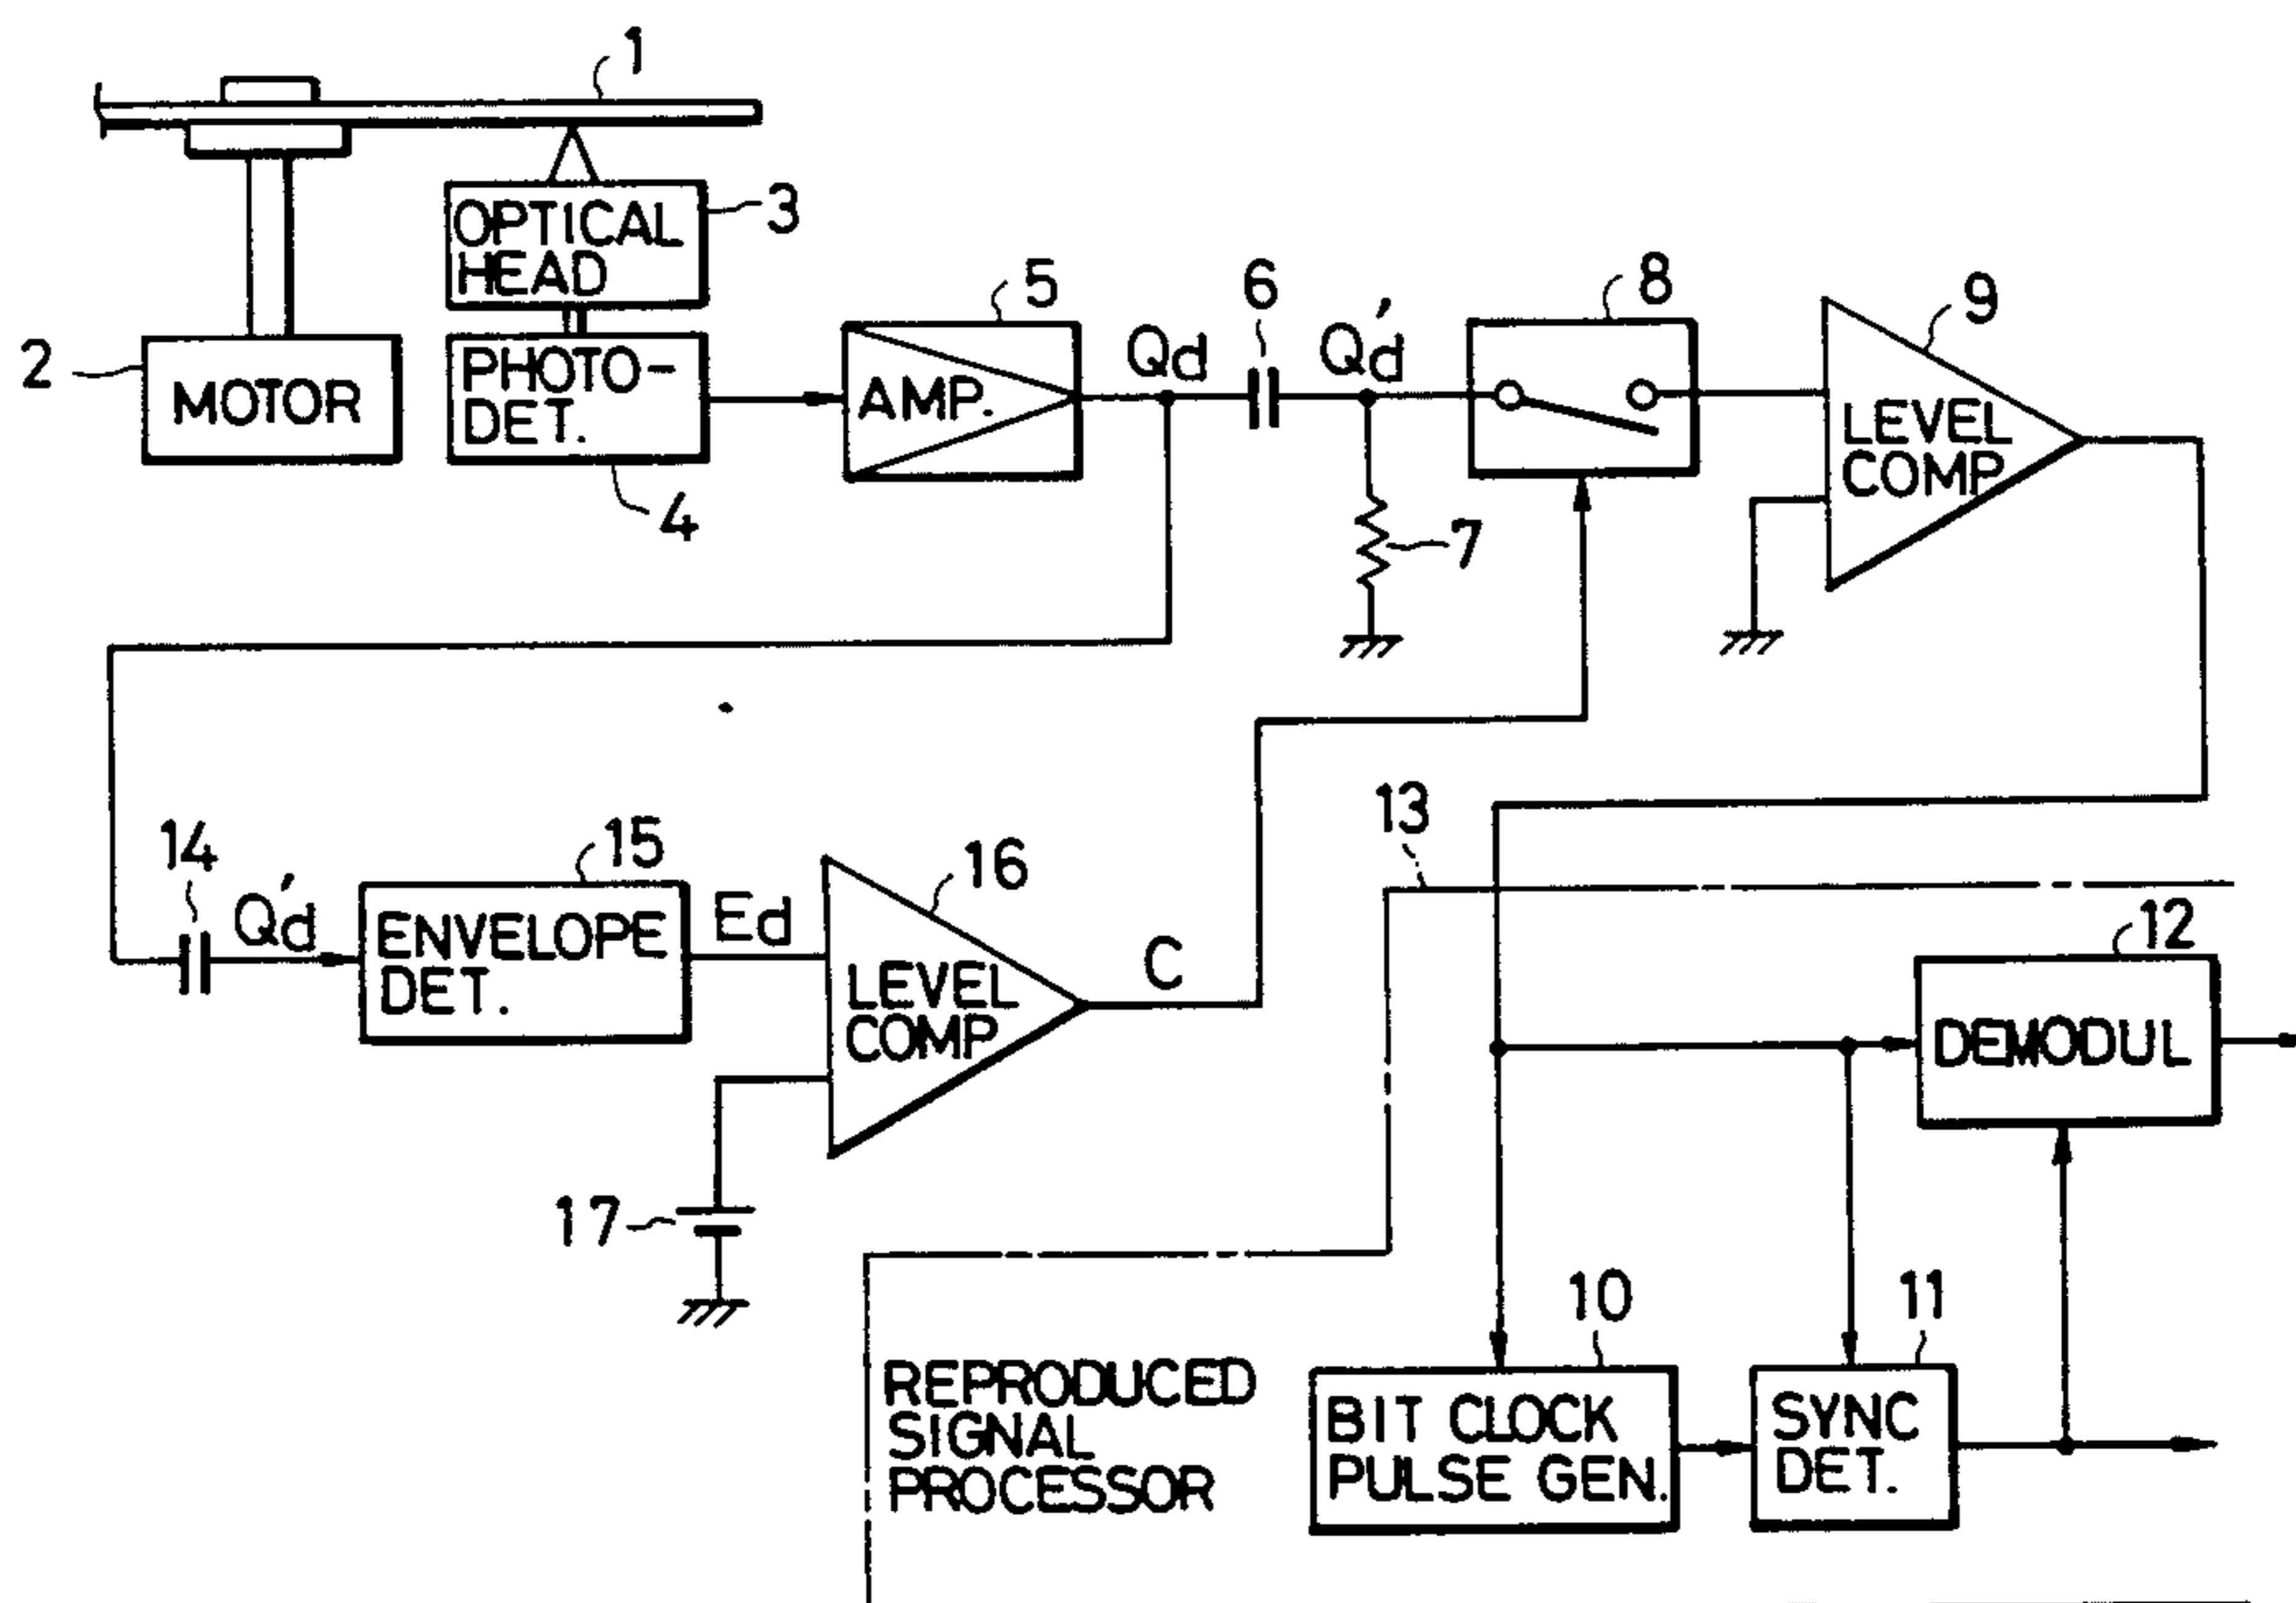 1
OPTICAL
HEAD
3
2
MOTOR
PHOTO-
DET.
4
5
AMP.
Qd
6
Q'd
7
8
9
LEVEL
COMP
14
Q'd
15
ENVELOPE
DET.
Ed
16
LEVEL
COMP
C
17
13
12
DEMODUL
REPRODUCED
SIGNAL
PROCESSOR
10
BIT CLOCK
PULSE GEN.
11
SYNC
DET.